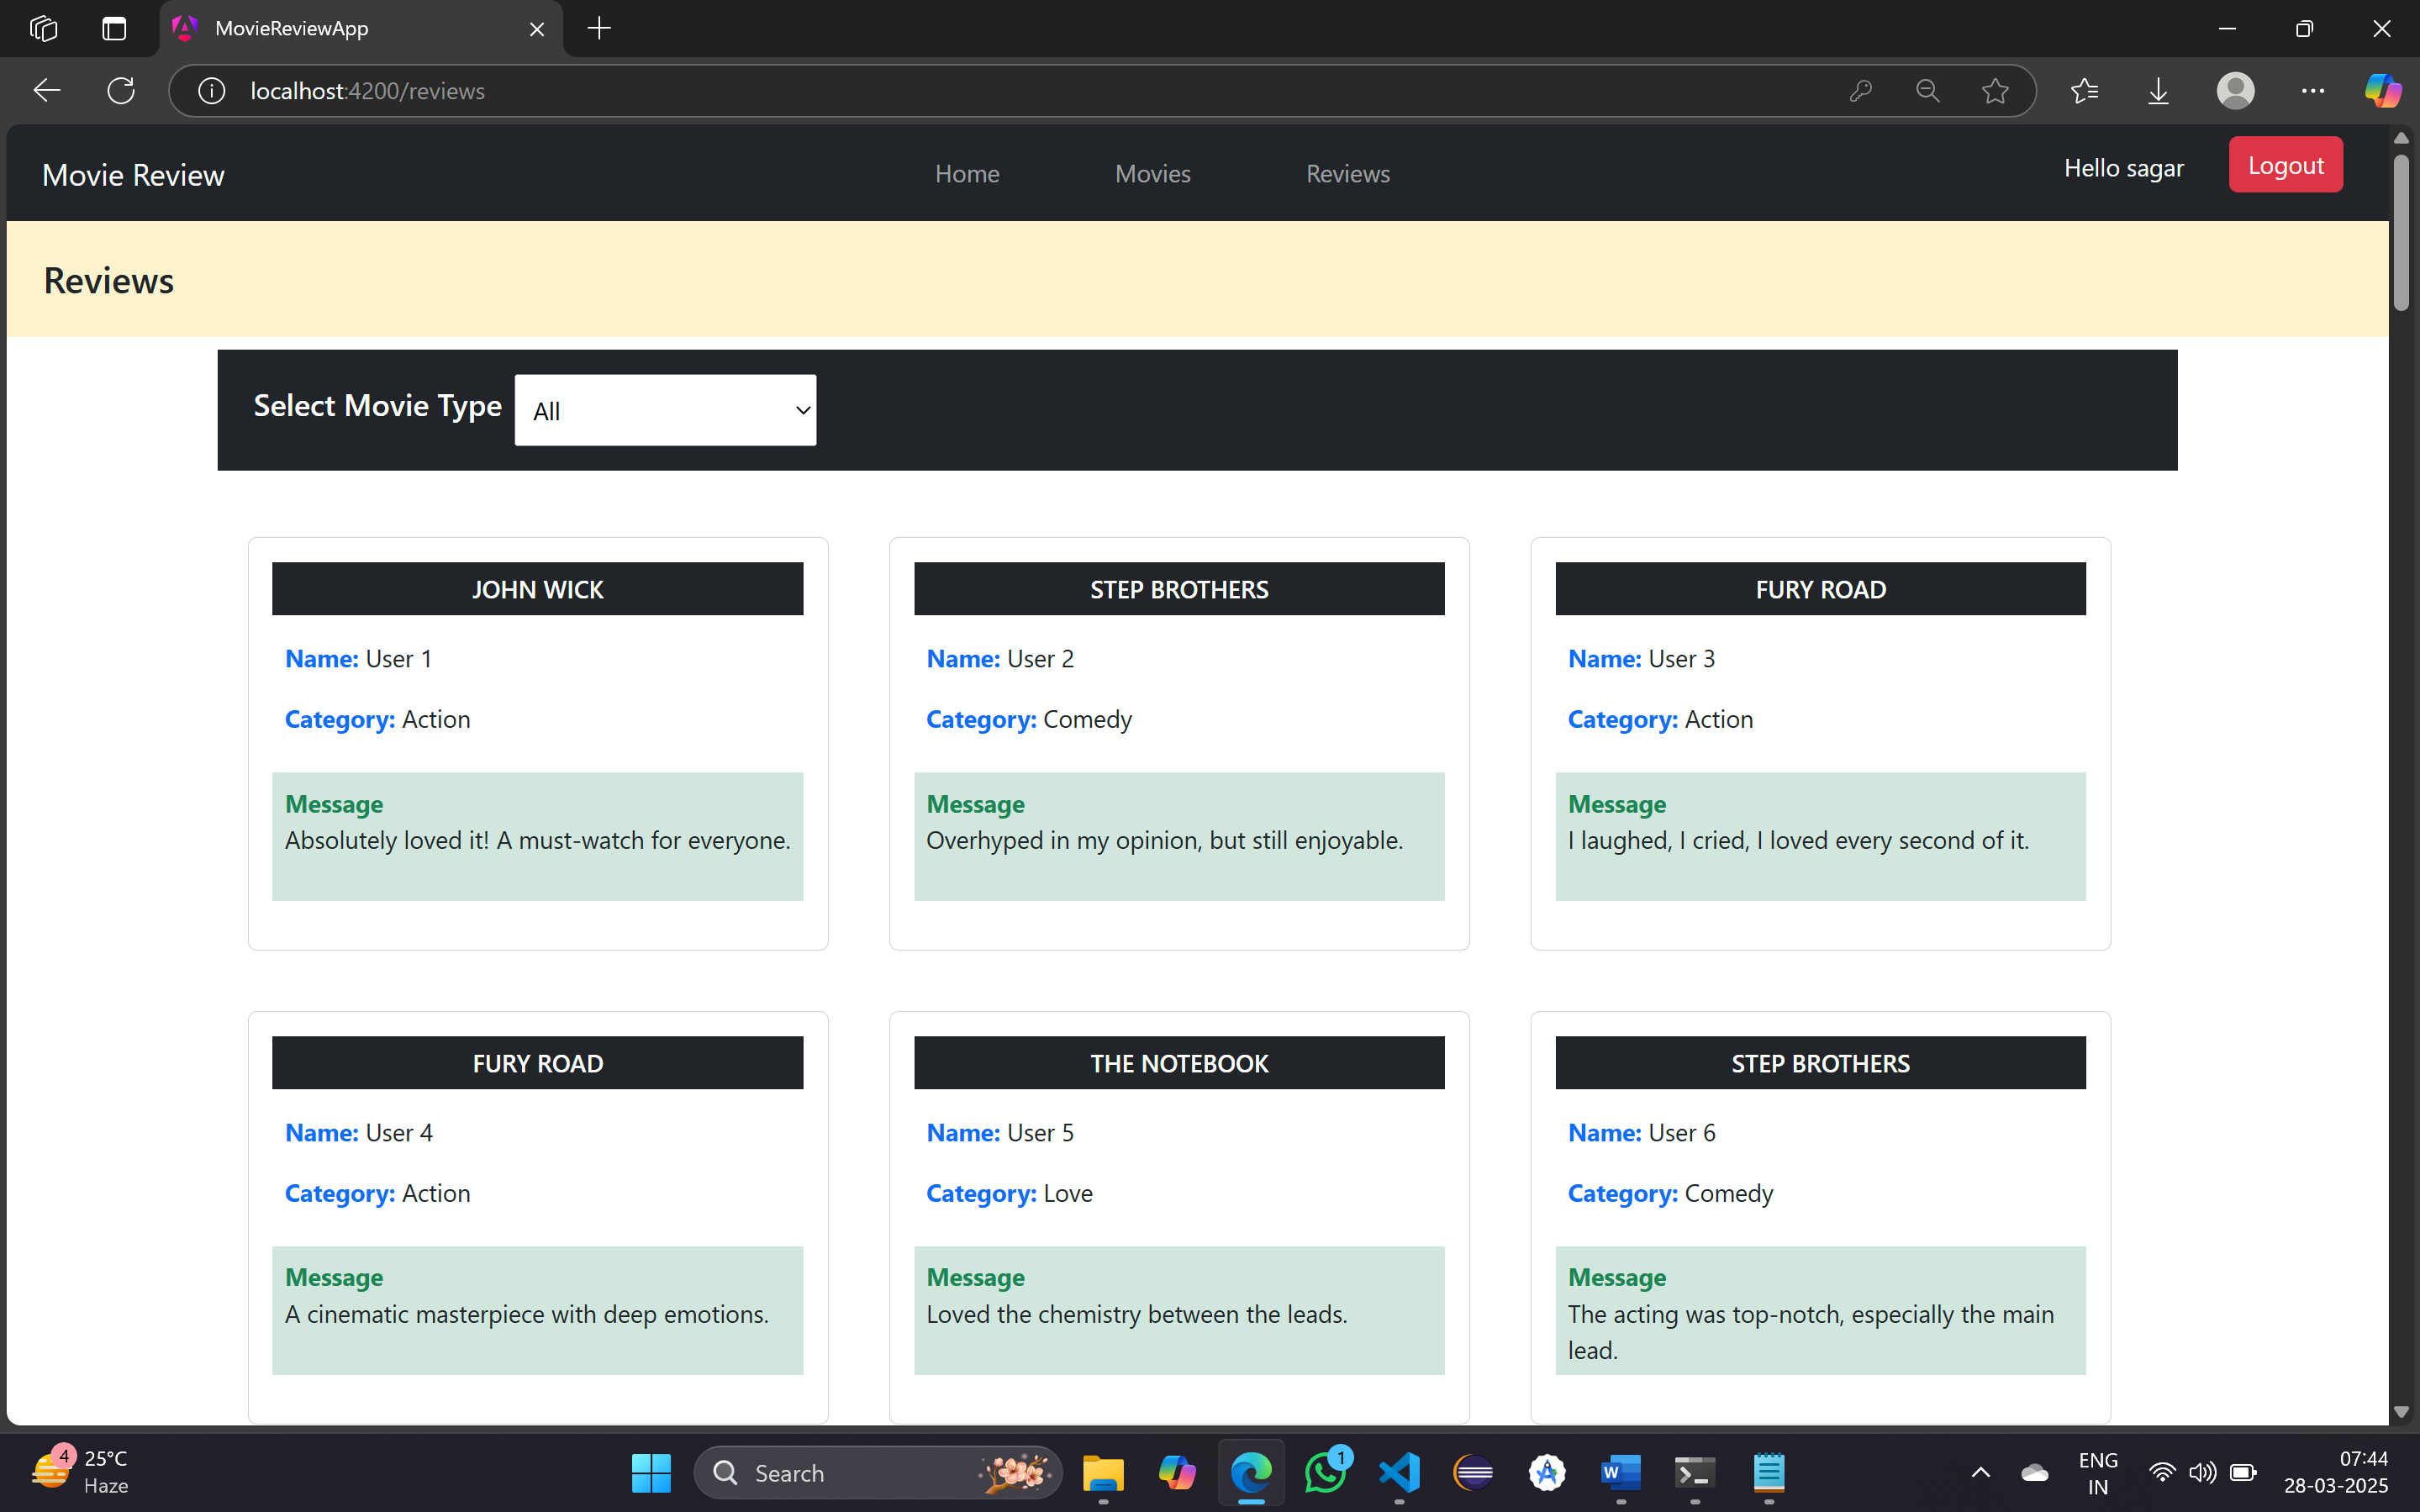 MovieReviewApp
localhost:4200/reviews
Movie Review
Home
Movies
Reviews
Hello sagar
Logout
Reviews
Select Movie Type
All
JOHN WICK
Name: User 1
Category: Action
Message
Absolutely loved it! A must-watch for everyone.
STEP BROTHERS
Name: User 2
Category: Comedy
Message
Overhyped in my opinion, but still enjoyable.
FURY ROAD
Name: User 3
Category: Action
Message
I laughed, I cried, I loved every second of it.
FURY ROAD
Name: User 4
Category: Action
Message
A cinematic masterpiece with deep emotions.
THE NOTEBOOK
Name: User 5
Category: Love
Message
Loved the chemistry between the leads.
STEP BROTHERS
Name: User 6
Category: Comedy
Message
The acting was top-notch, especially the main
lead.
4
25°C
Haze
Search
1
W
ENG
IN
07:44
28-03-2025